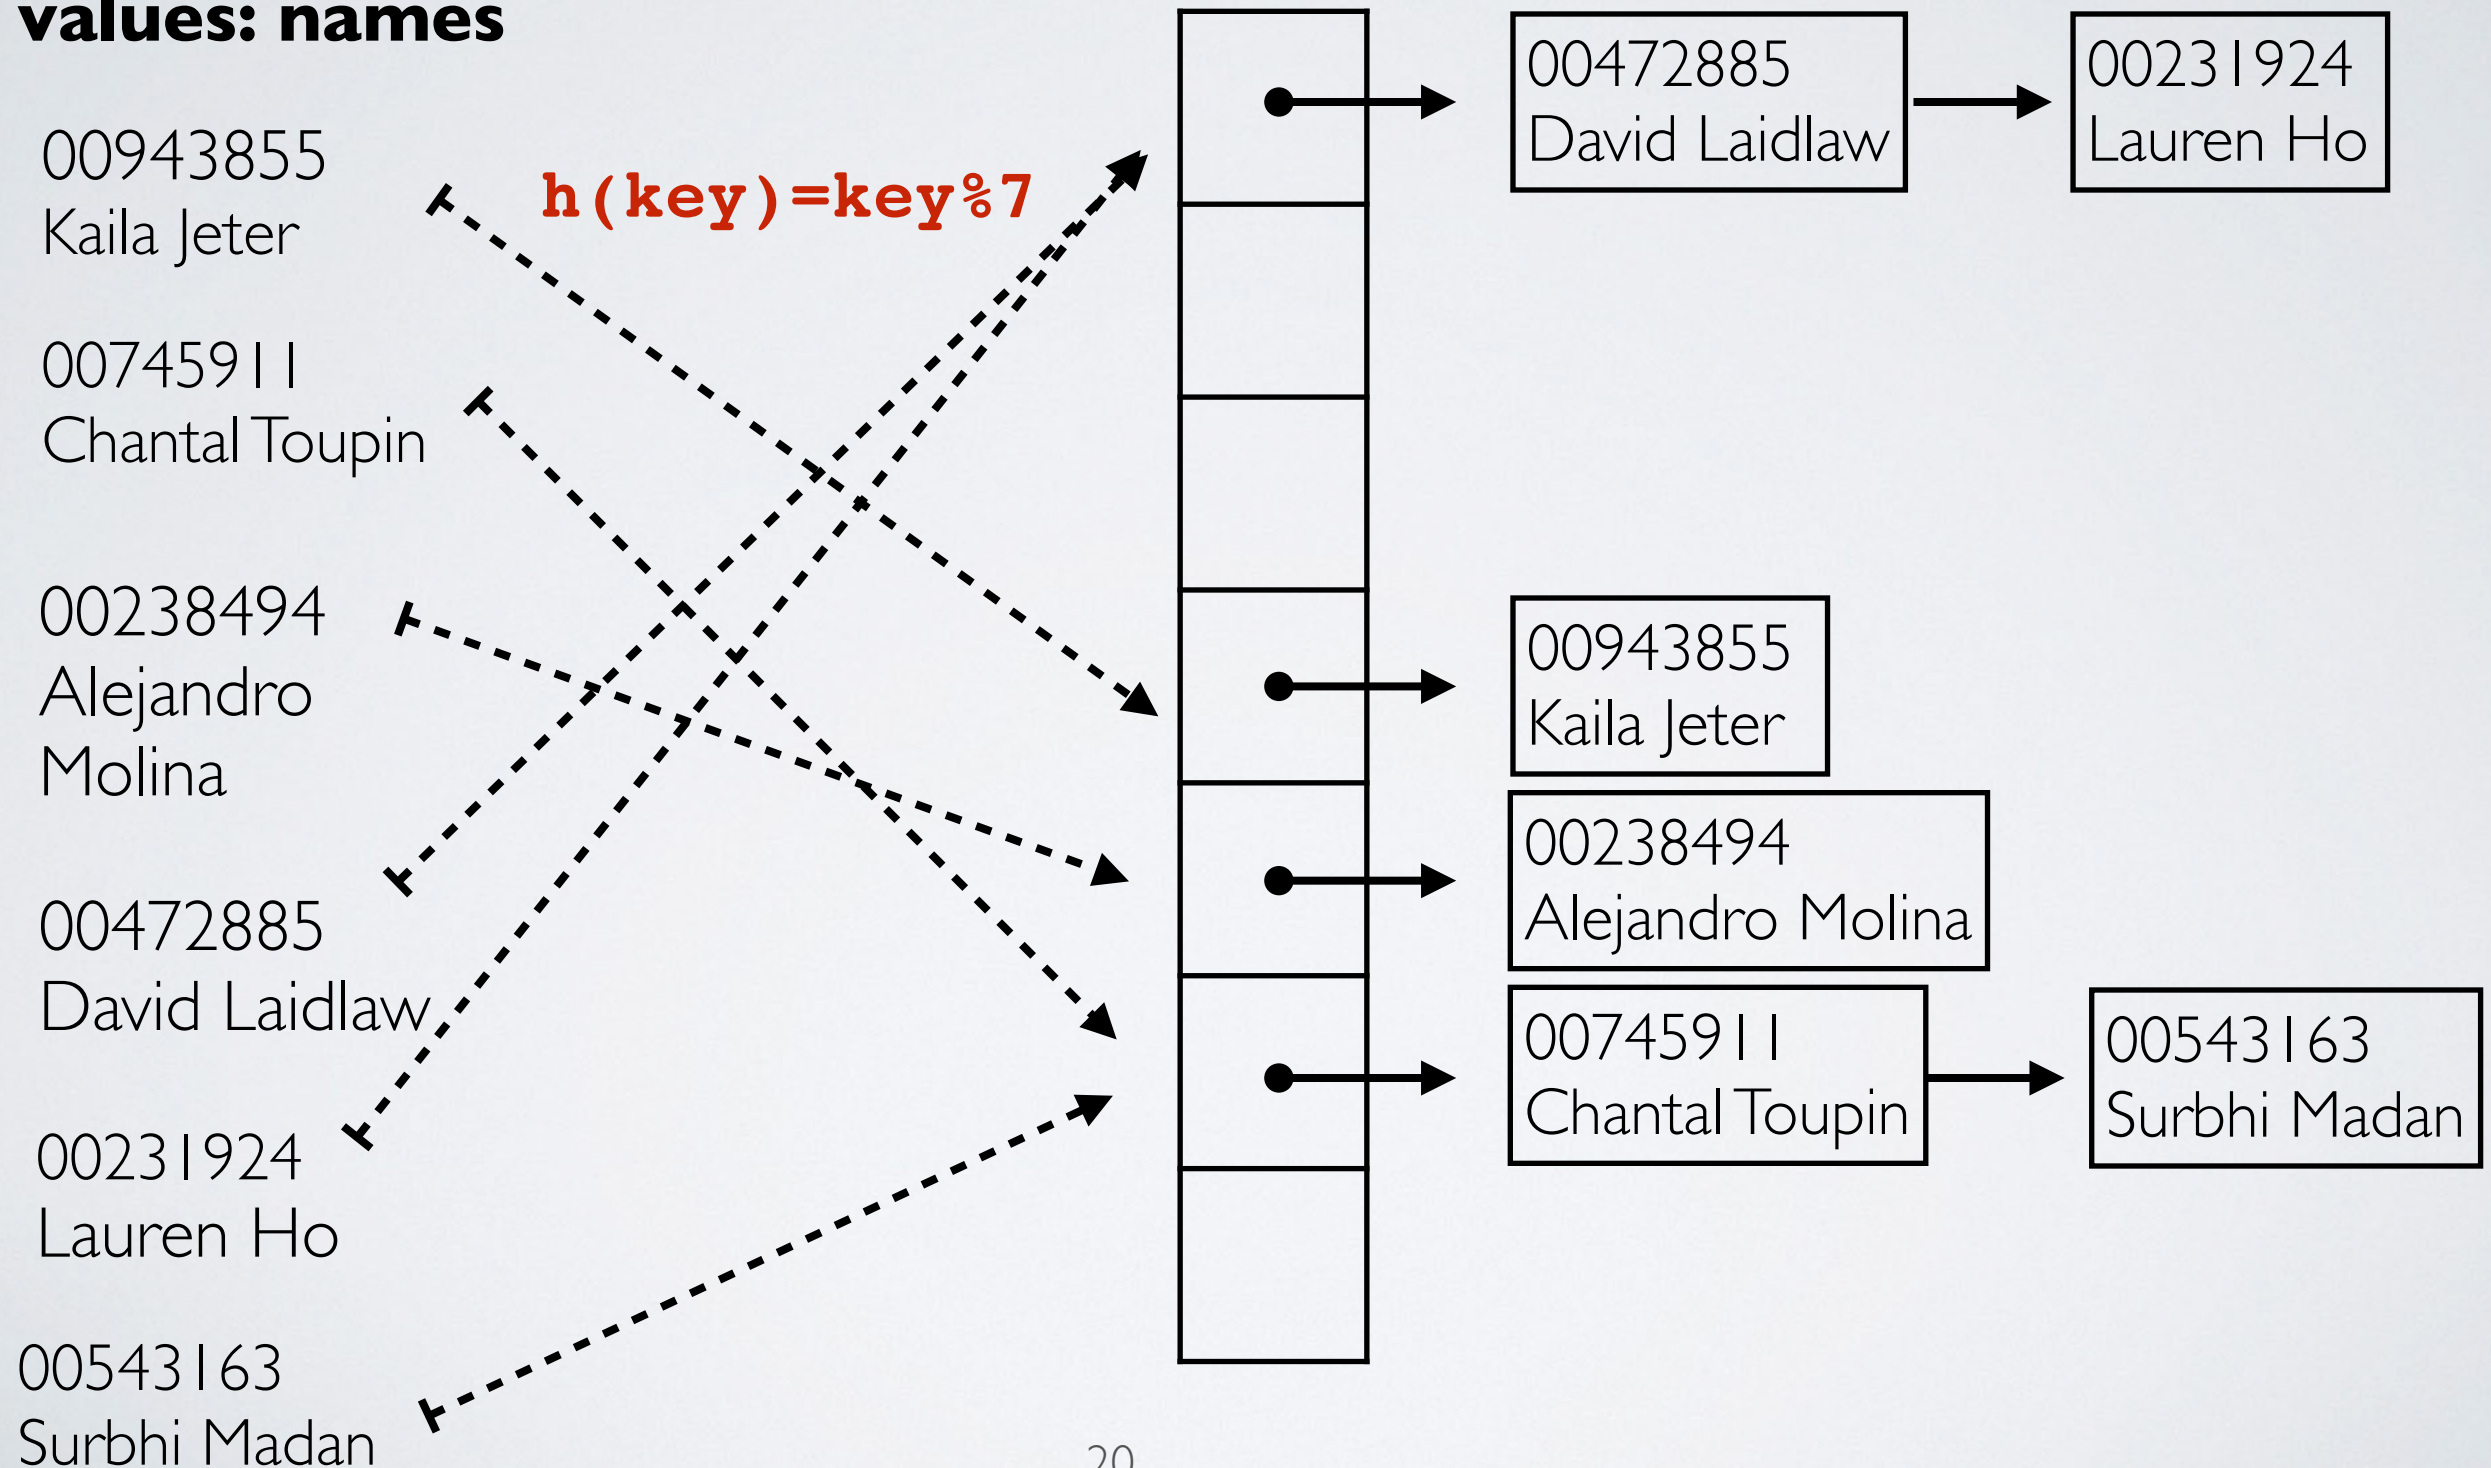 values: names
00943855
Kaila Jeter
00745911
Chantal Toupin
00238494
Alejandro
Molina
00472885
David Laidlaw
00231924
Lauren Ho
00543163
Surbhi Madan
h(key)=key%7
00472885
David Laidlaw
00231924
Lauren Ho
00943855
Kaila Jeter
00238494
Alejandro Molina
00745911
Chantal Toupin
00543163
Surbhi Madan
20